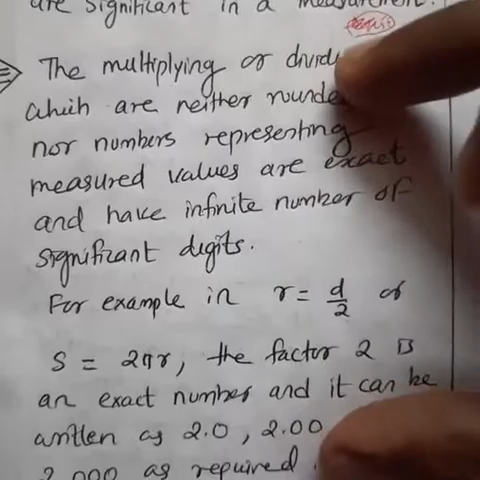 are significant in a measurement.
The multiplying or
which are neither
nor numbers representing
measured values are exact
and have infinite number of
significant digits.
For example in r = d/2 or
S = 2πr, the factor 2 is
an exact number and it can be
written as 2.0, 2.00
2.000 as required.